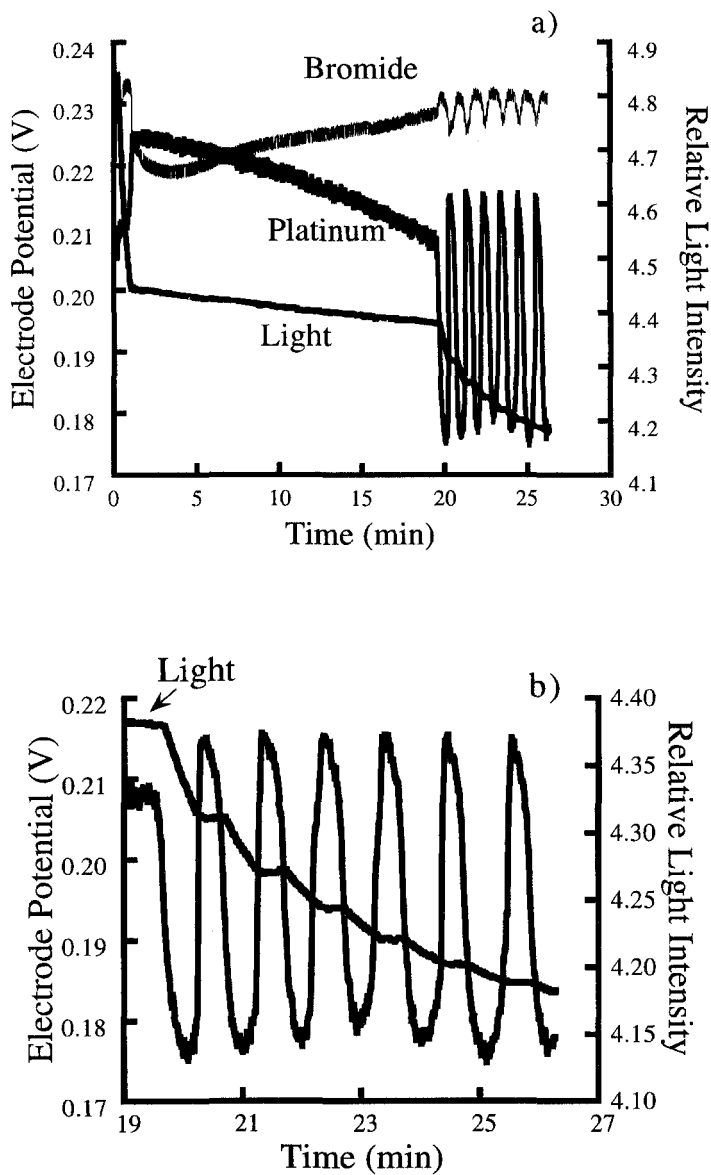 a)
0.24
0.23
0.22
0.21
0.20
0.19
0.18
0.17
Electrode Potential (V)
Bromide
Platinum
Light
4.9
4.8
4.7
4.6
4.5
4.4
4.3
4.2
4.1
Relative Light Intensity
0 5 10 15 20 25 30
Time (min)
b)
Light
0.22
0.21
0.20
0.19
0.18
0.17
Electrode Potential (V)
4.40
4.35
4.30
4.25
4.20
4.15
4.10
Relative Light Intensity
19 21 23 25 27
Time (min)